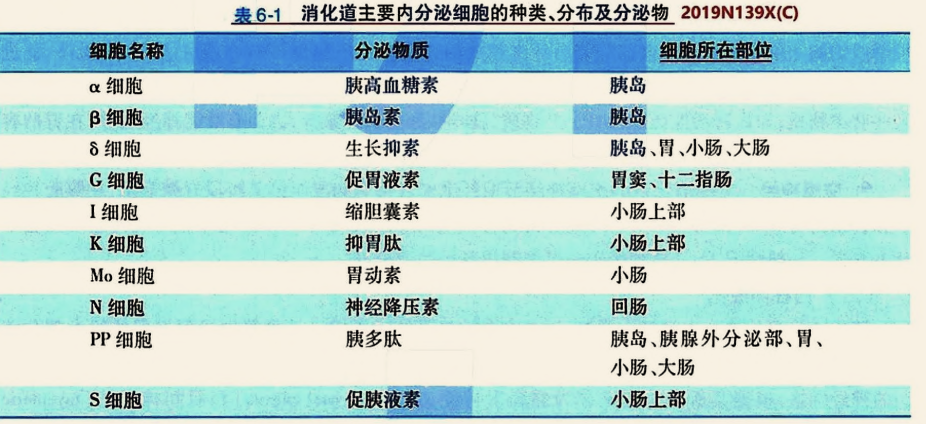 表6-1 消化道主要内分泌细胞的种类、分布及分泌物 2019N139X(C)
细胞名称 分泌物质 细胞所在部位
α 细胞 胰高血糖素 胰岛
β 细胞 胰岛素 胰岛
δ 细胞 生长抑素 胰岛、胃、小肠、大肠
G 细胞 促胃液素 胃窦、十二指肠
I 细胞 缩胆囊素 小肠上部
K 细胞 抑胃肽 小肠上部
Mo 细胞 胃动素 小肠
N 细胞 神经降压素 回肠
PP 细胞 胰多肽 胰岛、胰腺外分泌部、胃、
小肠、大肠
S 细胞 促胰液素 小肠上部